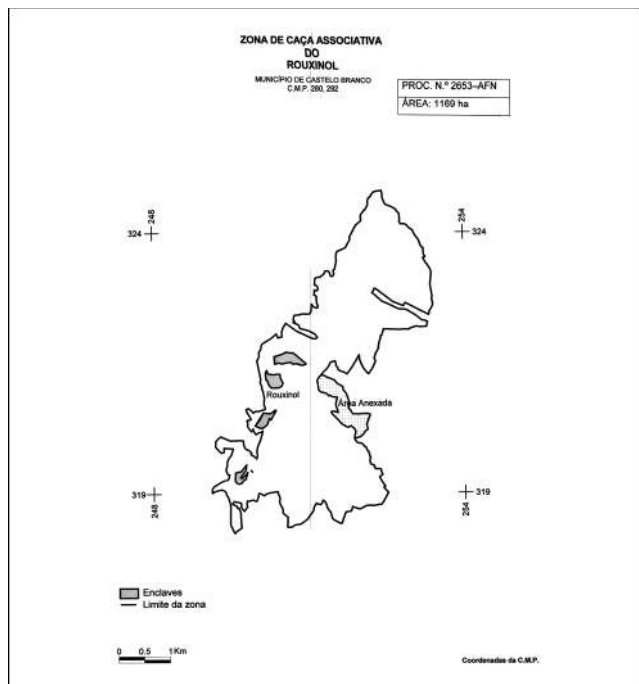 ZONA DE CAÇA ASSOCIATIVA
DO
ROUXINOL
MUNICÍPIO DE CASTELO BRANCO
C.M.P. 280, 292
PROC. N.º 2653–AFN
ÁREA: 1169 ha
248
324
254
324
Rouxinol
Área Anexada
319
248
319
254
Enclaves
Limite da zona
0 0.5 1Km
Coordenadas da C.M.P.